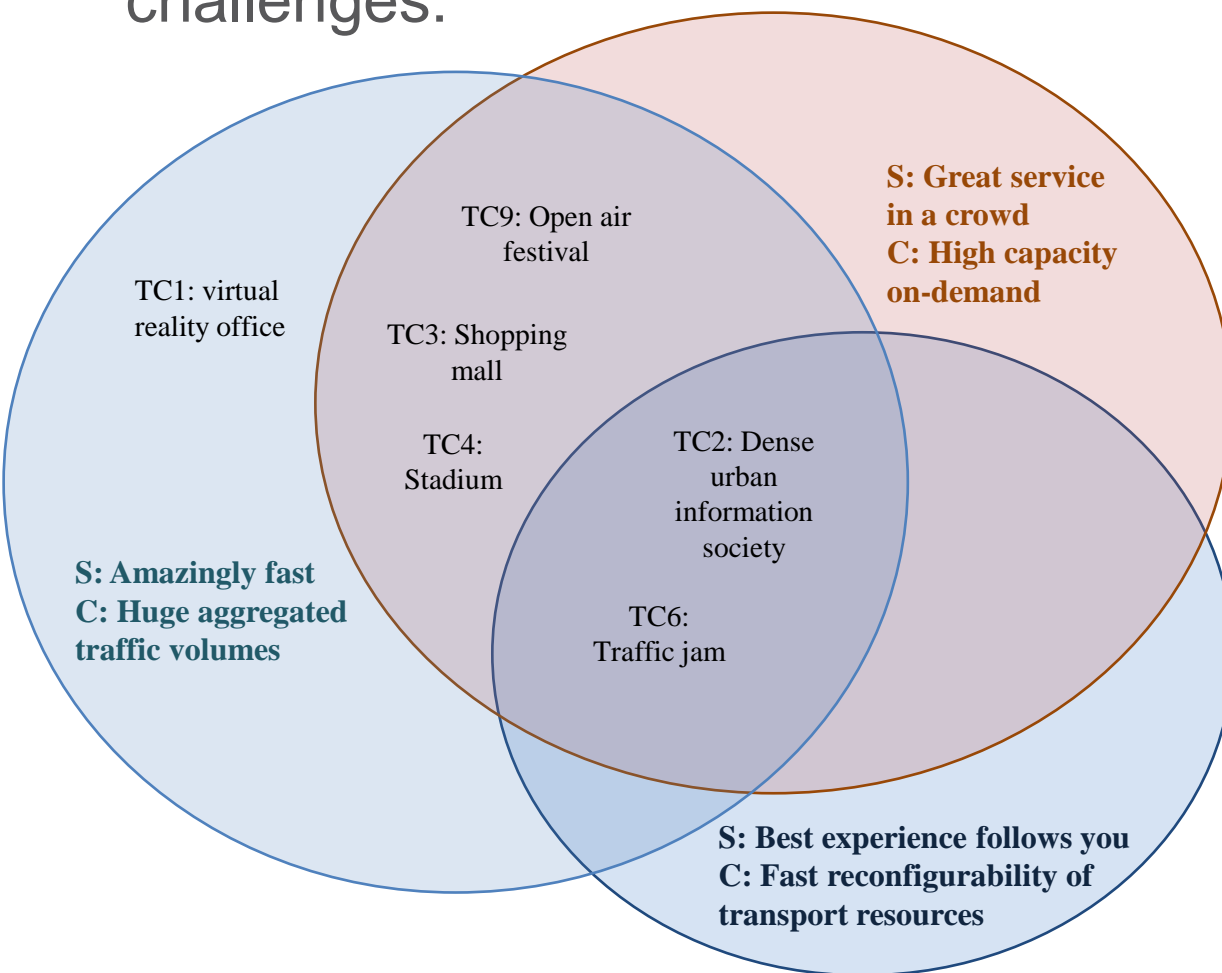 challenges.
S: Great service
in a crowd
C: High capacity
on-demand
TC9: Open air
festival
TC1: virtual
reality office
TC3: Shopping
mall
TC4:
Stadium
TC2: Dense
urban
information
society
S: Amazingly fast
C: Huge aggregated
traffic volumes
TC6:
Traffic jam
S: Best experience follows you
C: Fast reconfigurability of
transport resources